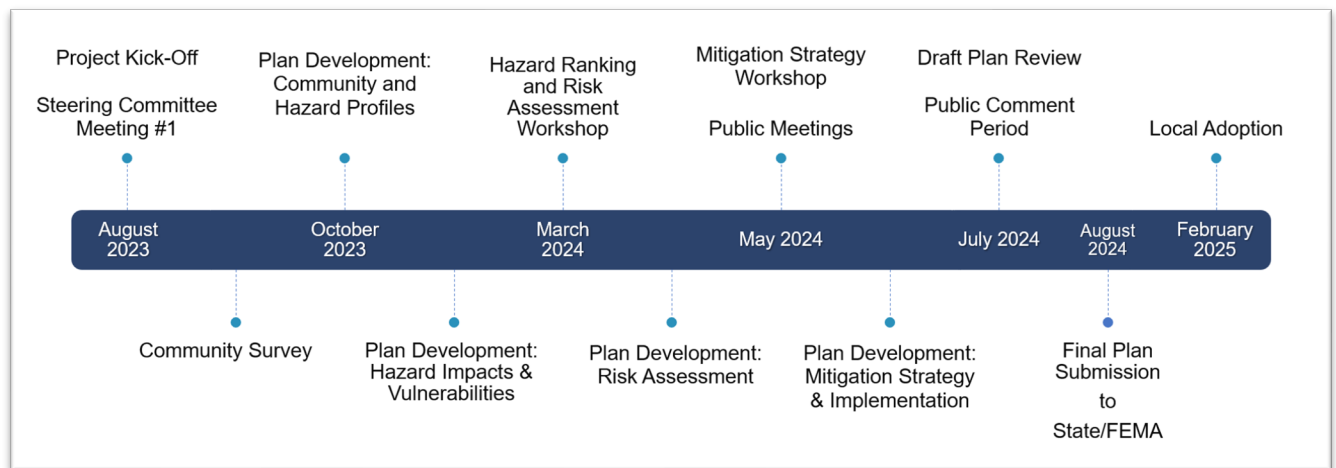 Project Kick-Off
Steering Committee
Meeting #1
Plan Development:
Community and
Hazard Profiles
Hazard Ranking
and Risk
Assessment
Workshop
Mitigation Strategy
Workshop
Public Meetings
Draft Plan Review
Public Comment
Period
Local Adoption
August
2023
October
2023
March
2024
May 2024
July 2024
August
2024
February
2025
Community Survey
Plan Development:
Hazard Impacts &
Vulnerabilities
Plan Development:
Risk Assessment
Plan Development:
Mitigation Strategy
& Implementation
Final Plan
Submission
to
State/FEMA